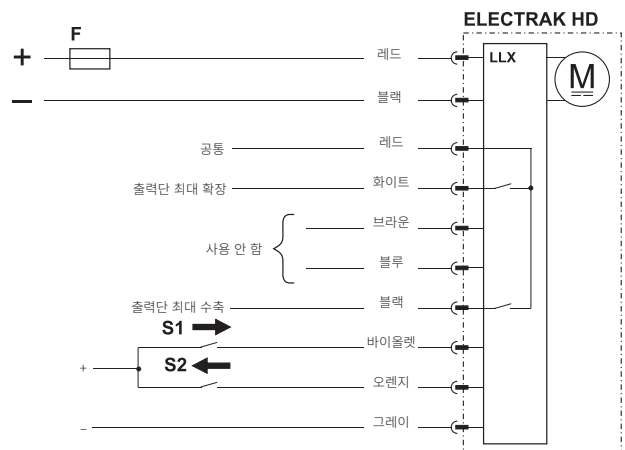 ELECTRAK HD
F
+
레드
LLX
M
–
블랙
공통
레드
출력단 최대 확장
화이트
브라운
사용 안 함
블루
출력단 최대 수축
블랙
S1
바이올렛
S2
+
오렌지
–
그레이